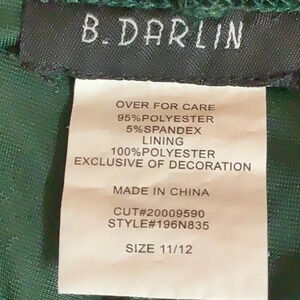 B. DARLIN
OVER FOR CARE
95%POLYESTER
5%SPANDEX
LINING
100%POLYESTER
EXCLUSIVE OF DECORATION
MADE IN CHINA
CUT#20009590
STYLE#196N835
SIZE 11/12